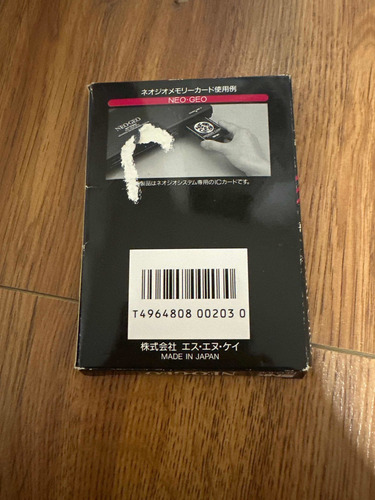 ネオジオメモリーカード使用例
NEO・GEO
NEO・GEO
製品はネオジオシステム専用のICカードです。
T4964808 00203 0
株式会社 エス・エヌ・ケイ
MADE IN JAPAN